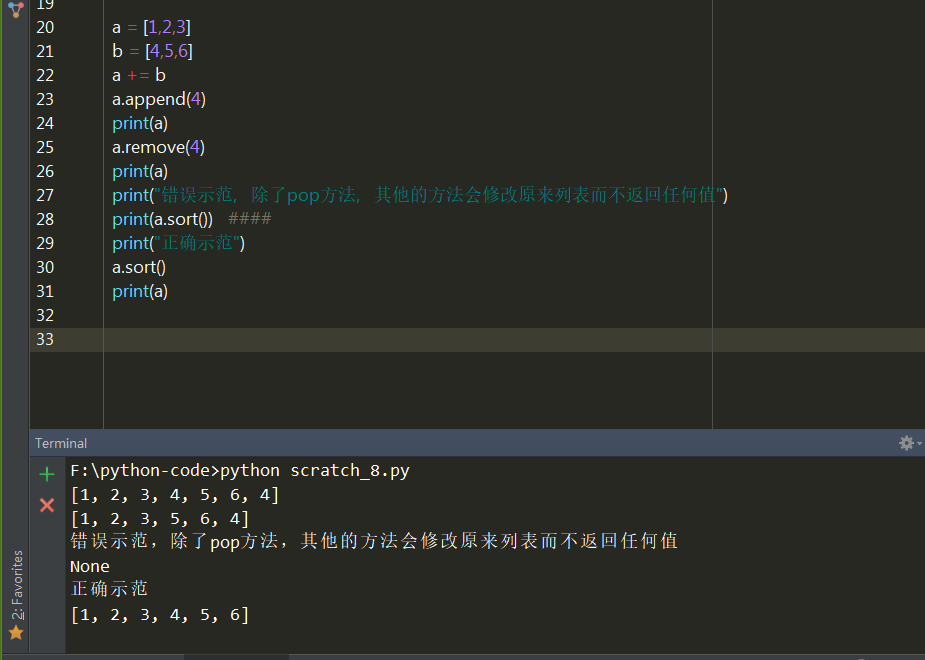 19
20 a = [1,2,3]
21 b = [4,5,6]
22 a += b
23 a.append(4)
24 print(a)
25 a.remove(4)
26 print(a)
27 print("错误示范，除了pop方法，其他的方法会修改原来列表而不返回任何值")
28 print(a.sort()) ####
29 print("正确示范")
30 a.sort()
31 print(a)
32
33
Terminal
F:\python-code>python scratch_8.py
[1, 2, 3, 4, 5, 6, 4]
[1, 2, 3, 5, 6, 4]
错误示范，除了pop方法，其他的方法会修改原来列表而不返回任何值
None
正确示范
[1, 2, 3, 4, 5, 6]
2: Favorites